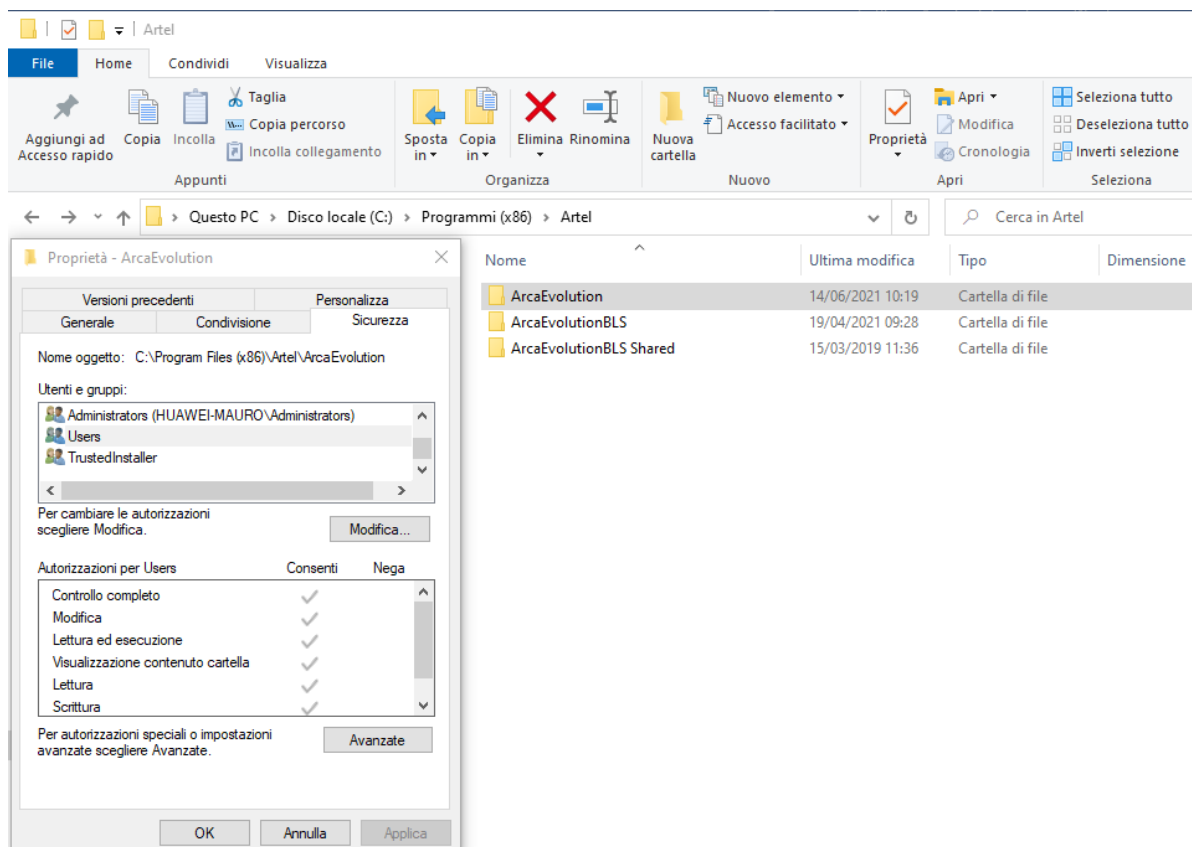 Artel
File Home Condividi Visualizza
Aggiungi ad Accesso rapido
Copia
Incolla
Taglia
Copia percorso
Incolla collegamento
Appunti
Sposta in
Copia in
Elimina
Rinomina
Organizza
Nuova cartella
Nuovo elemento
Accesso facilitato
Nuovo
Proprietà
Apri
Modifica
Cronologia
Apri
Seleziona tutto
Deseleziona tutto
Inverti selezione
Seleziona
Questo PC > Disco locale (C:) > Programmi (x86) > Artel
Cerca in Artel
Proprietà - ArcaEvolution
Versioni precedenti Personalizza
Generale Condivisione Sicurezza
Nome oggetto: C:\Program Files (x86)\Artel\ArcaEvolution
Utenti e gruppi:
Administrators (HUAWEI-MAURO\Administrators)
Users
TrustedInstaller
Per cambiare le autorizzazioni
scegliere Modifica.
Modifica...
Autorizzazioni per Users Consenti Nega
Controllo completo
Modifica
Lettura ed esecuzione
Visualizzazione contenuto cartella
Lettura
Scrittura
Per autorizzazioni speciali o impostazioni
avanzate scegliere Avanzate.
Avanzate
OK Annulla Applica
Nome Ultima modifica Tipo Dimensione
ArcaEvolution 14/06/2021 10:19 Cartella di file
ArcaEvolutionBLS 19/04/2021 09:28 Cartella di file
ArcaEvolutionBLS Shared 15/03/2019 11:36 Cartella di file